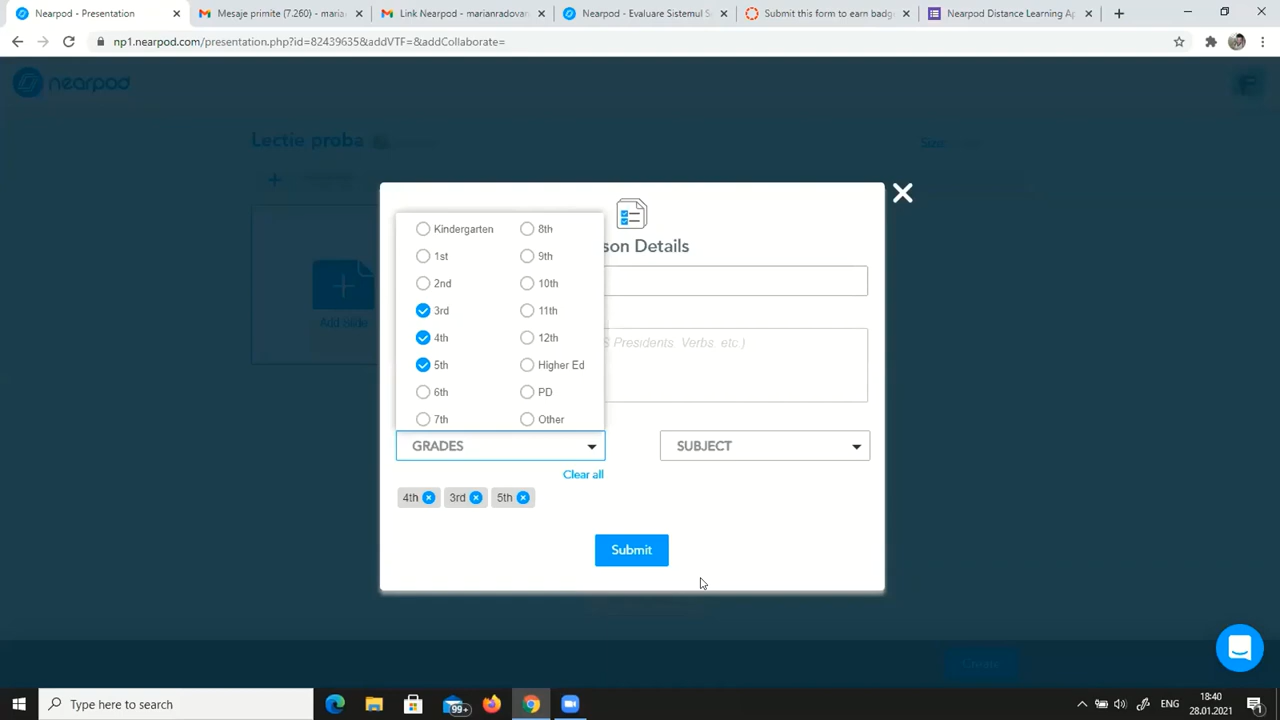 Nearpod - Presentation
Mesaje primite (7.260) - maria
Link Nearpod - marianradovan
Nearpod - Evaluare Sistemul S
Submit this form to earn badg
Nearpod Distance Learning Ap
np1.nearpod.com/presentation.php?id=82439635&addVTF=&addCollaborate=
nearpod
Lectie proba
Size
Add Slide
son Details
Kindergarten
8th
1st
9th
2nd
10th
3rd
11th
4th
12th
5th
Higher Ed
6th
PD
7th
Other
S Presidents. Verbs. etc.)
GRADES
SUBJECT
Clear all
4th
3rd
5th
Submit
Create
Type here to search
99+
ENG
18:40
28.01.2021
1